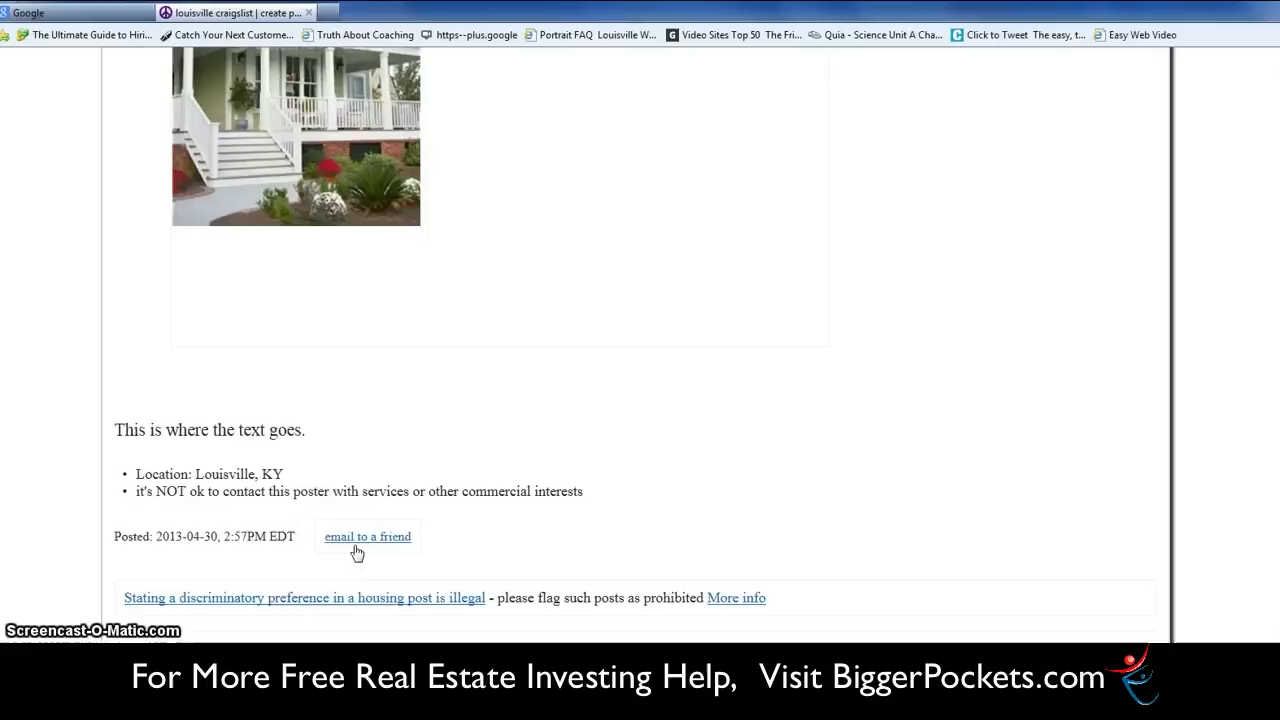 Google
louisville craigslist | create p...
The Ultimate Guide to Hiri... Catch Your Next Custome... Truth About Coaching https--plus.google Portrait FAQ Louisville W... Video Sites Top 50 The Fri... Quia - Science Unit A Cha... Click to Tweet The easy, t... Easy Web Video
This is where the text goes.
• Location: Louisville, KY
• it's NOT ok to contact this poster with services or other commercial interests
Posted: 2013-04-30, 2:57PM EDT email to a friend
Stating a discriminatory preference in a housing post is illegal - please flag such posts as prohibited More info
Screencast-O-Matic.com
For More Free Real Estate Investing Help, Visit BiggerPockets.com